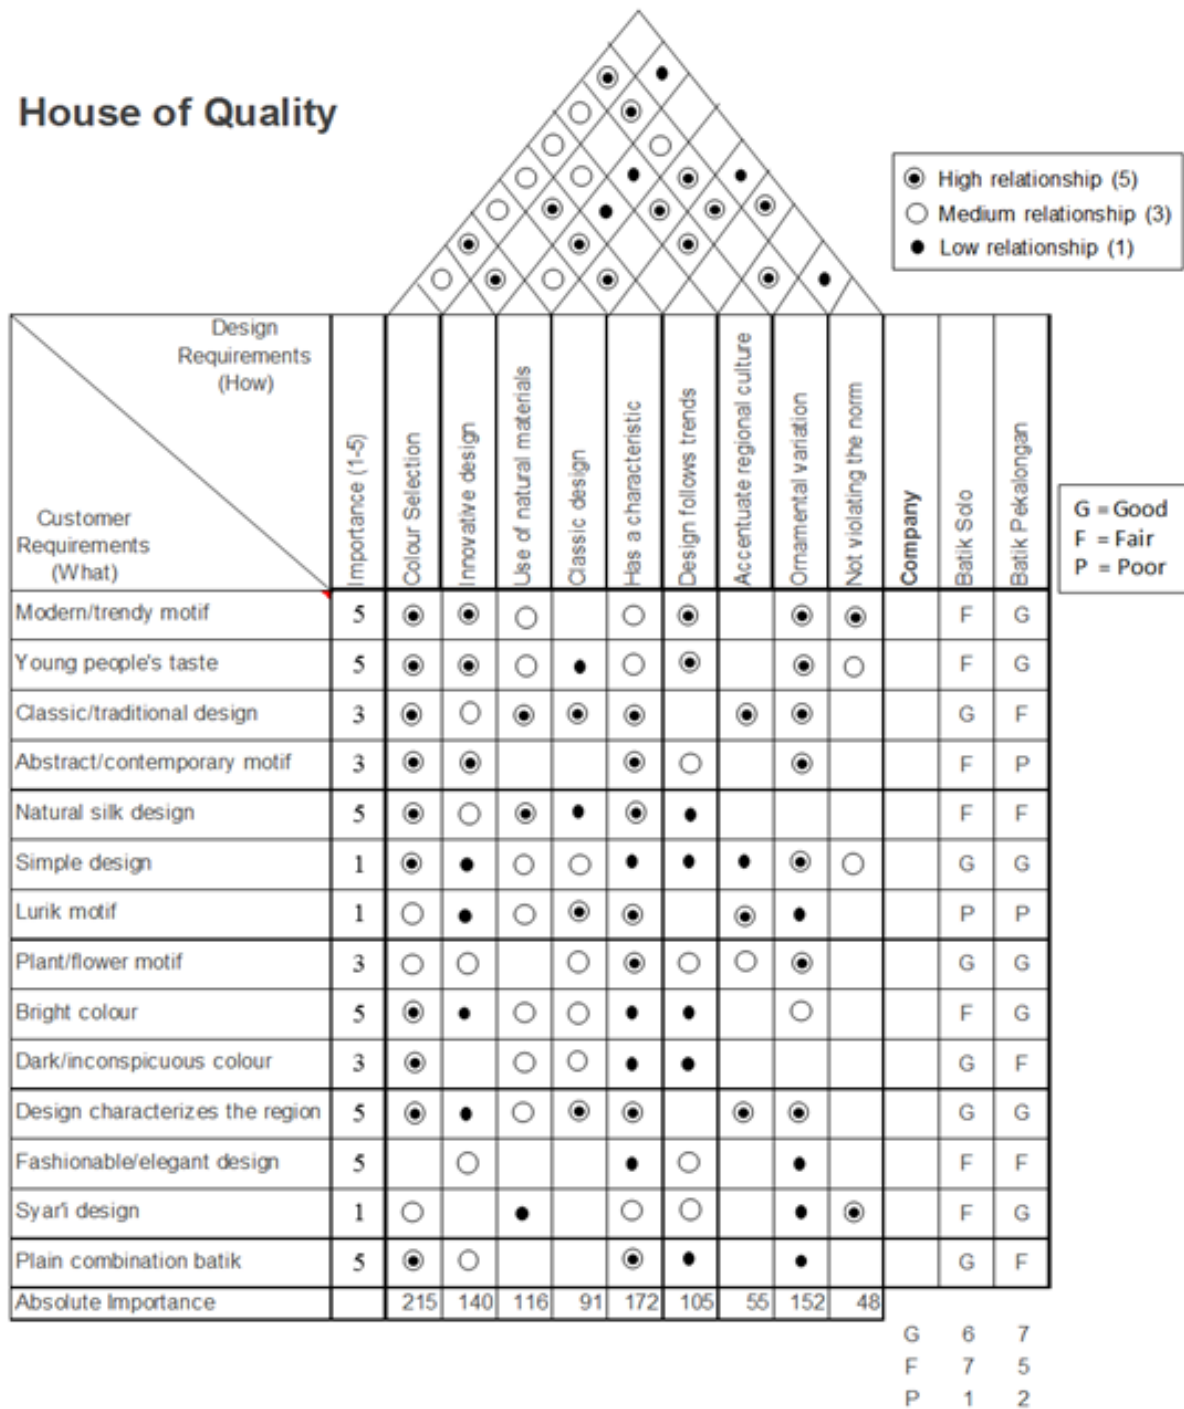 House of Quality
High relationship (5)
Medium relationship (3)
Low relationship (1)
Design
Requirements
(How)
Customer
Requirements
(What)
Importance (1-5)
Colour Selection
Innovative design
Use of natural materials
Classic design
Has a characteristic
Design follows trends
Accentuate regional culture
Ornamental variation
Not violating the norm
Company
Batik Solo
Batik Pekalongan
G = Good
F = Fair
P = Poor
Modern/trendy motif 5 F G
Young people's taste 5 F G
Classic/traditional design 3 G F
Abstract/contemporary motif 3 F P
Natural silk design 5 F F
Simple design 1 G G
Lurik motif 1 P P
Plant/flower motif 3 G G
Bright colour 5 F G
Dark/inconspicuous colour 3 G F
Design characterizes the region 5 G G
Fashionable/elegant design 5 F F
Syar'i design 1 F G
Plain combination batik 5 G F
Absolute Importance 215 140 116 91 172 105 55 152 48
G 6 7
F 7 5
P 1 2